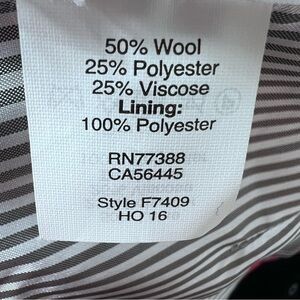 50% Wool
25% Polyester
25% Viscose
Lining:
100% Polyester
RN77388
CA56445
Style F7409
HO 16